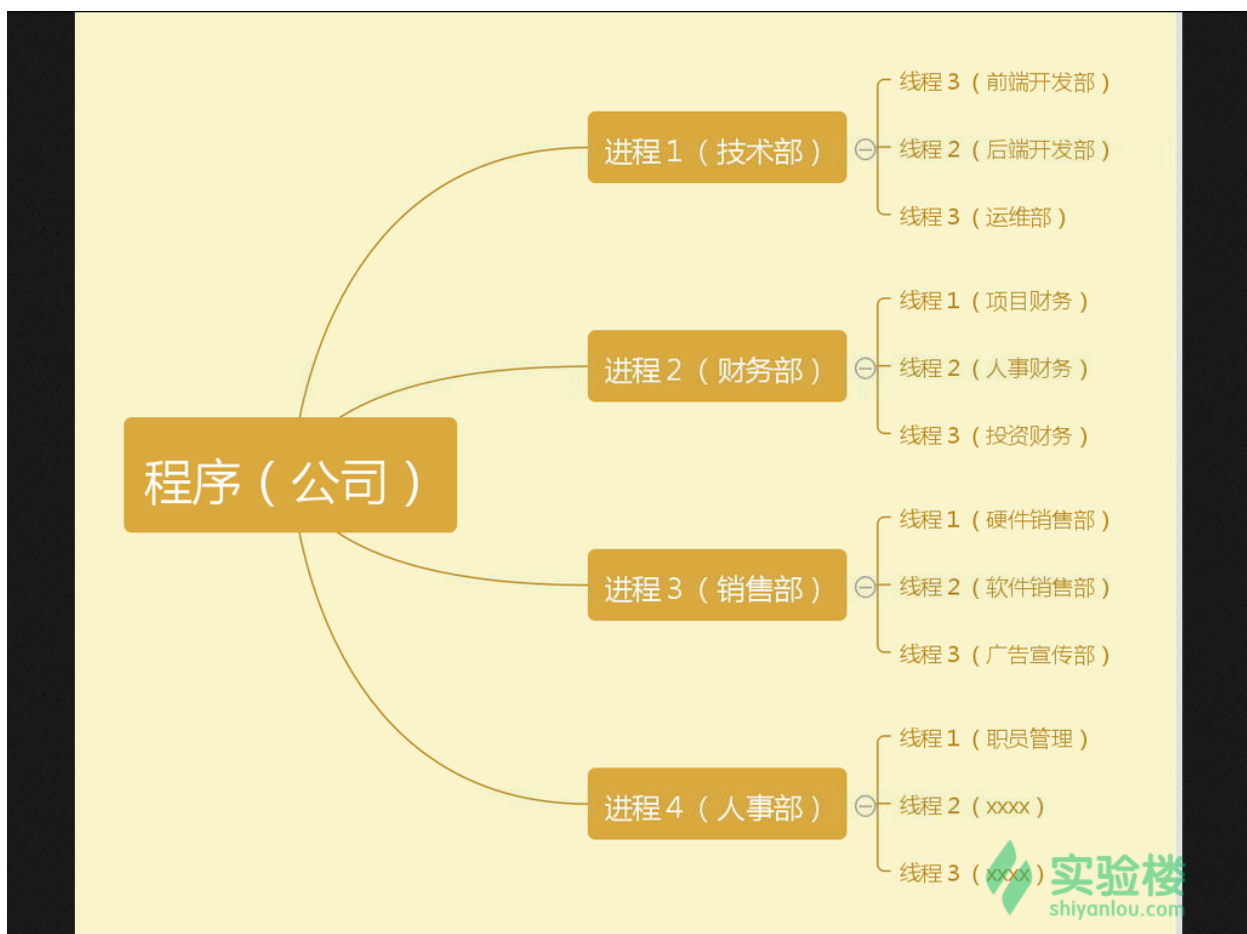 程序（公司）
进程1（技术部）
线程3（前端开发部）
线程2（后端开发部）
线程3（运维部）
进程2（财务部）
线程1（项目财务）
线程2（人事财务）
线程3（投资财务）
进程3（销售部）
线程1（硬件销售部）
线程2（软件销售部）
线程3（广告宣传部）
进程4（人事部）
线程1（职员管理）
线程2（xxxx）
线程3（xxxx）
实验楼
shiyanlou.com